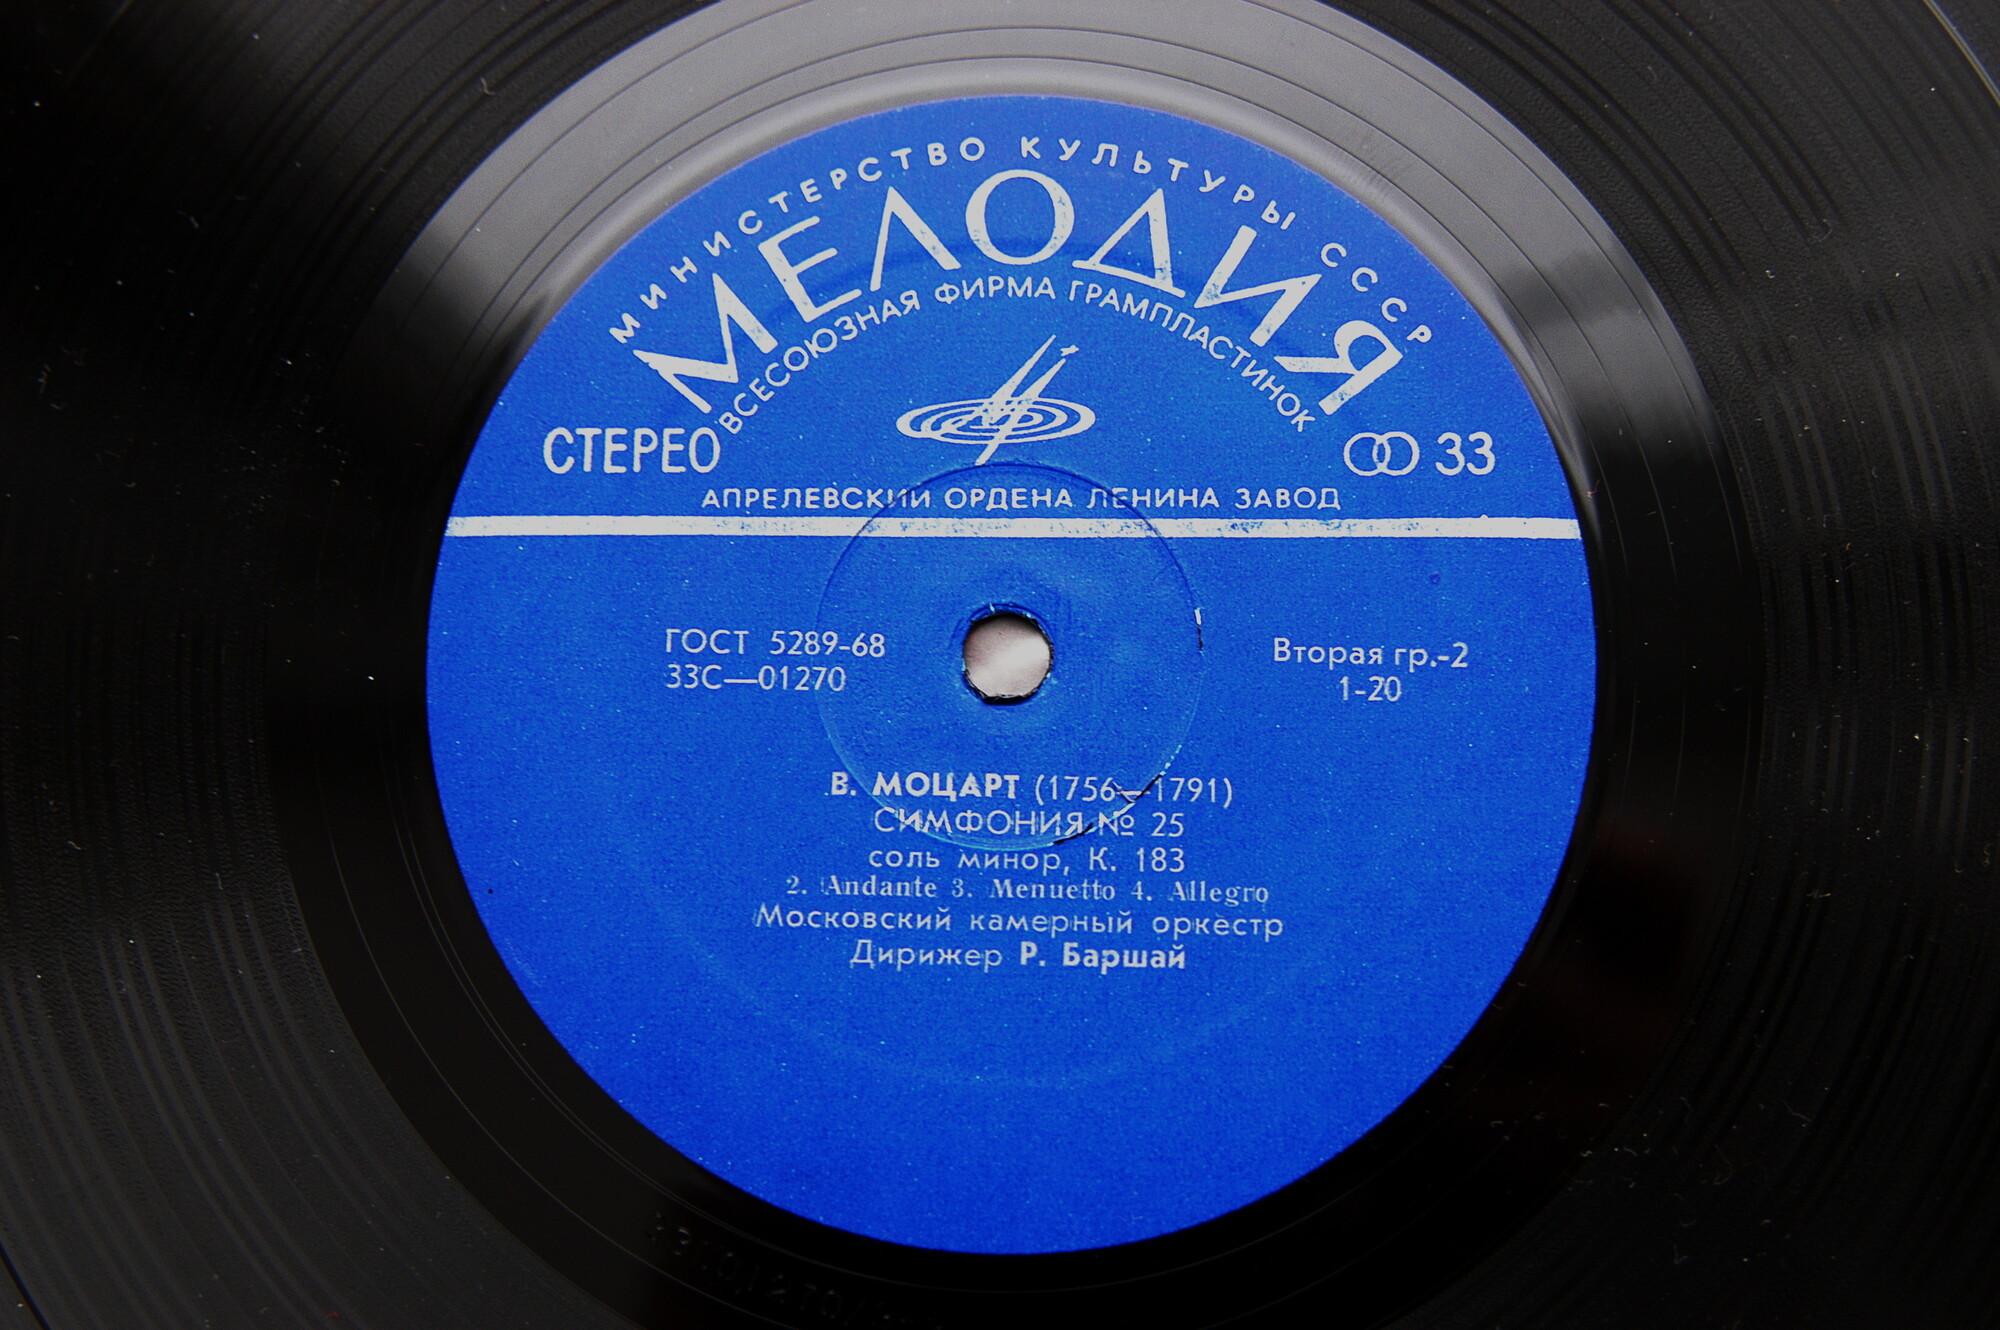 МИНИСТЕРСТВО КУЛЬТУРЫ СССР
МЕЛОДИЯ
ВСЕСОЮЗНАЯ ФИРМА ГРАМПЛАСТИНОК
СТЕРЕО
33
АПРЕЛЕВСКИЙ ОРДЕНА ЛЕНИНА ЗАВОД
ГОСТ 5289-68
33С—01270
Вторая гр.-2
1-20
В. МОЦАРТ (1756—1791)
СИМФОНИЯ № 25
соль минор, К. 183
2. Andante 3. Menuetto 4. Allegro
Московский камерный оркестр
Дирижер Р. Баршай